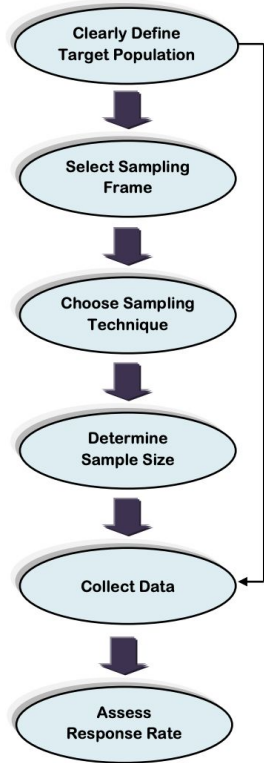 Clearly Define
Target Population
Select Sampling
Frame
Choose Sampling
Technique
Determine
Sample Size
Collect Data
Assess
Response Rate